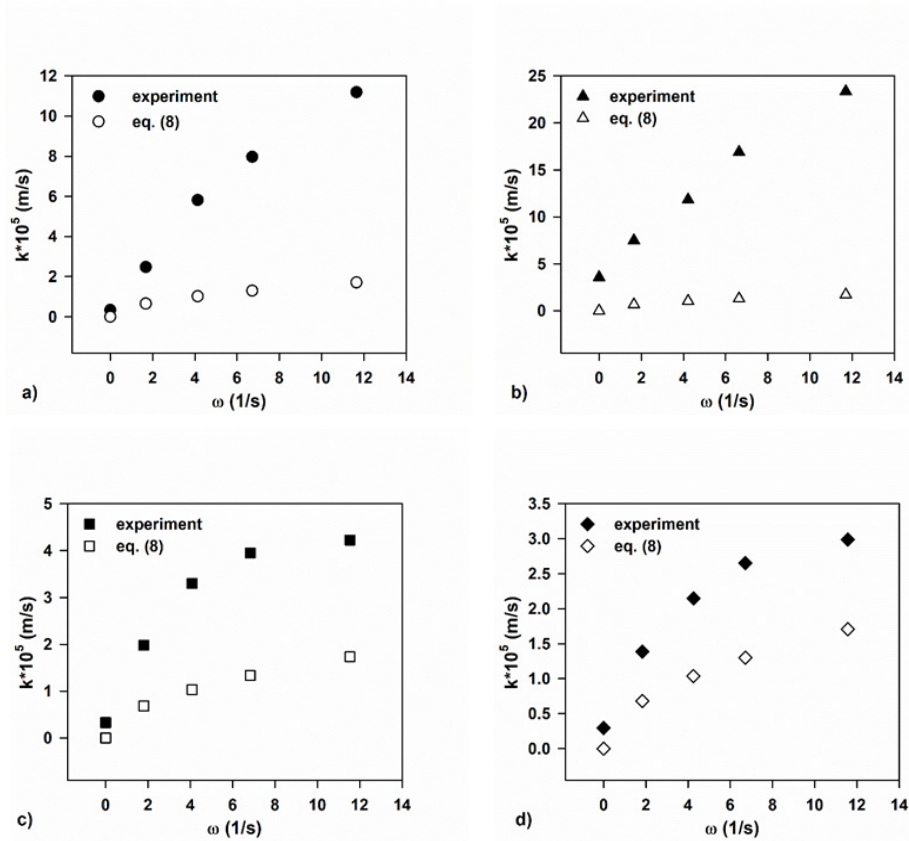 12
10
8
6
4
2
0
k*10⁵ (m/s)
experiment
eq. (8)
0 2 4 6 8 10 12 14
ω (1/s)
a)
25
20
15
10
5
0
k*10⁵ (m/s)
experiment
eq. (8)
0 2 4 6 8 10 12 14
ω (1/s)
b)
5
4
3
2
1
0
k*10⁵ (m/s)
experiment
eq. (8)
0 2 4 6 8 10 12 14
ω (1/s)
c)
3.5
3.0
2.5
2.0
1.5
1.0
0.5
0.0
k*10⁵ (m/s)
experiment
eq. (8)
0 2 4 6 8 10 12 14
ω (1/s)
d)